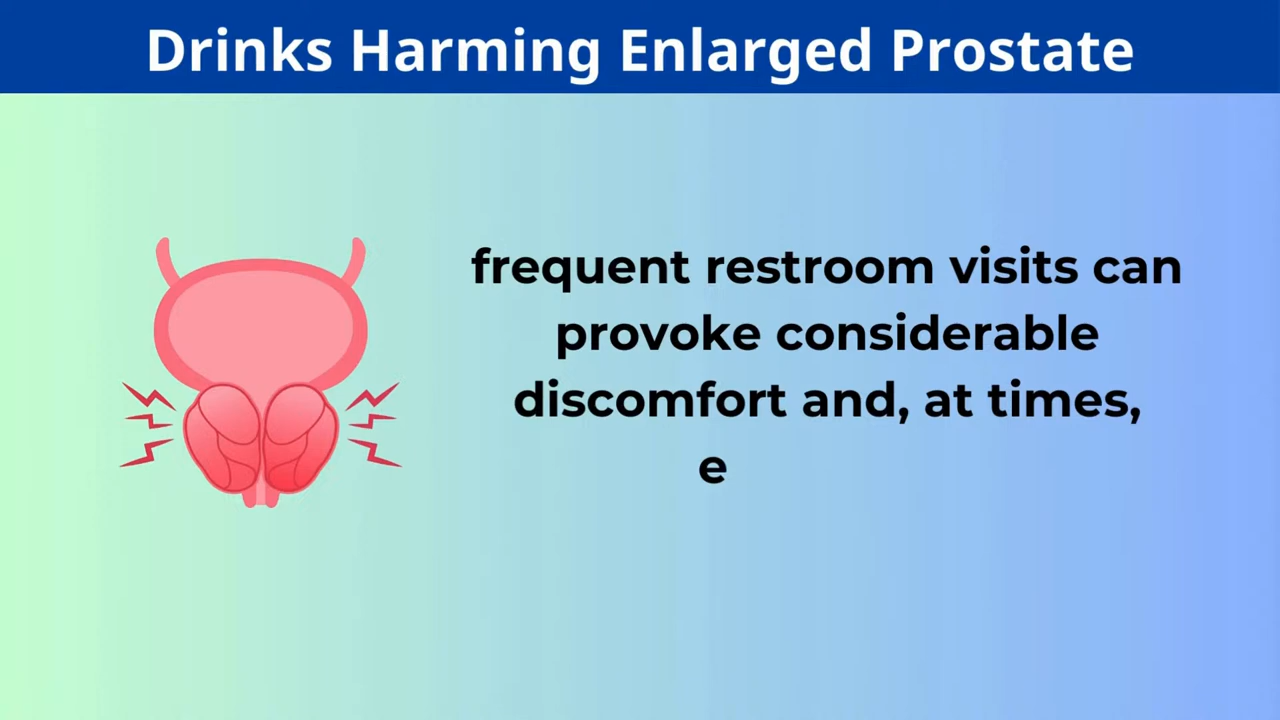 Drinks Harming Enlarged Prostate
frequent restroom visits can
provoke considerable
discomfort and, at times,
e